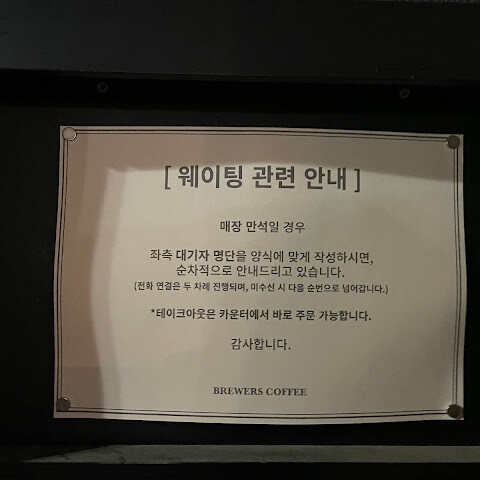 [ 웨이팅 관련 안내 ]
매장 만석일 경우
좌측 대기자 명단을 양식에 맞게 작성하시면,
순차적으로 안내드리고 있습니다.
(전화 연결은 두 차례 진행되며, 미수신 시 다음 순번으로 넘어갑니다.)
*테이크아웃은 카운터에서 바로 주문 가능합니다.
감사합니다.
BREWERS COFFEE